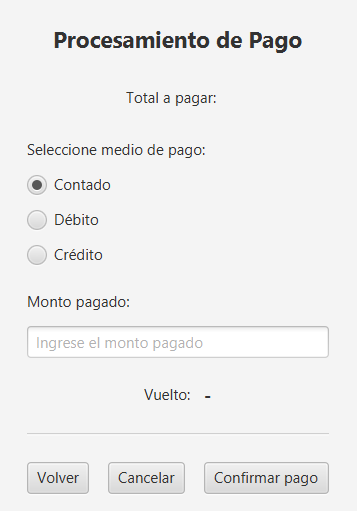 Procesamiento de Pago
Total a pagar:
Seleccione medio de pago:
Contado
Débito
Crédito
Monto pagado:
Ingrese el monto pagado
Vuelto: -
Volver Cancelar Confirmar pago